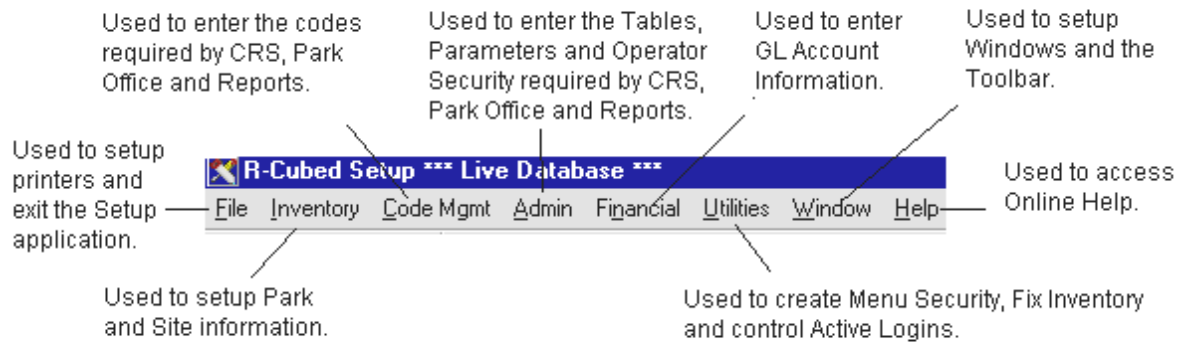 Used to enter the codes
required by CRS, Park
Office and Reports.
Used to enter the Tables,
Parameters and Operator
Security required by CRS,
Park Office and Reports.
Used to enter
GL Account
Information.
Used to setup
Windows and the
Toolbar.
Used to setup
printers and
exit the Setup
application.
R-Cubed Setup *** Live Database ***
File Inventory Code Mgmt Admin Financial Utilities Window Help
Used to access
Online Help.
Used to setup Park
and Site information.
Used to create Menu Security, Fix Inventory
and control Active Logins.